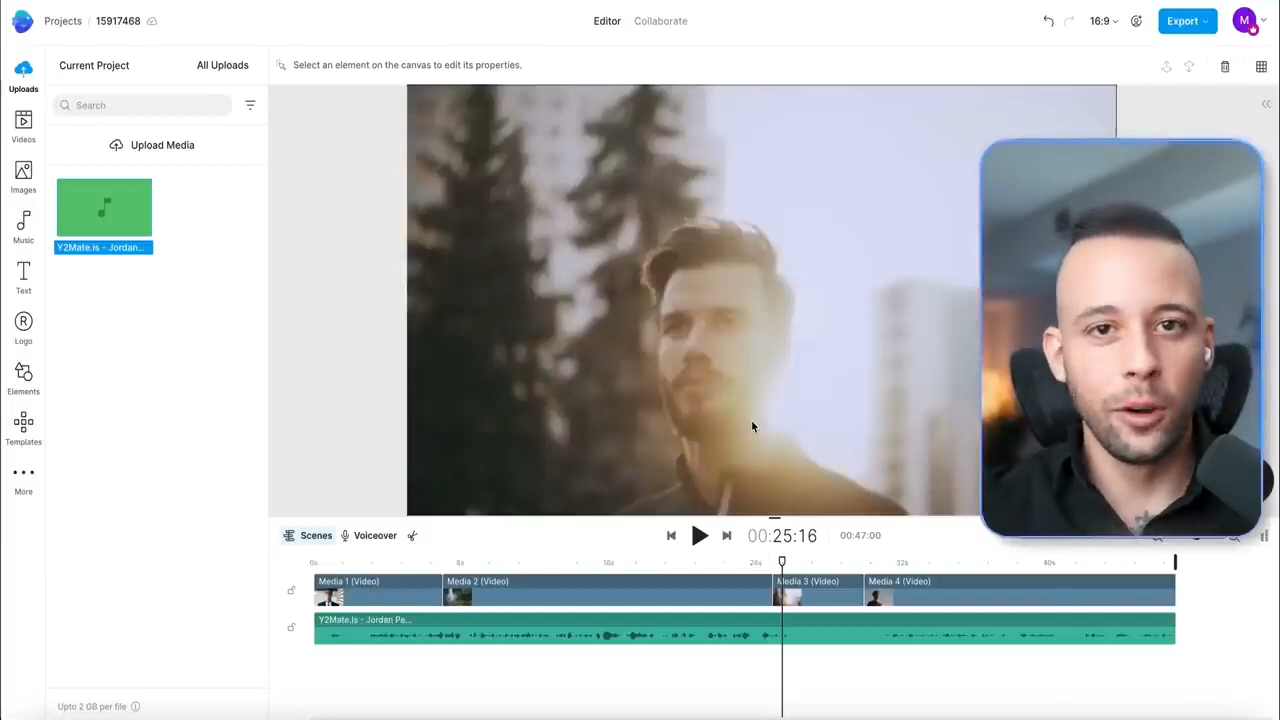 Projects / 15917468
Editor
Collaborate
16:9
Export
M
Uploads
Videos
Images
Music
Text
Logo
Elements
Templates
More
Current Project
All Uploads
Search
Upload Media
Y2Mate.is - Jordan...
Upto 2 GB per file
Select an element on the canvas to edit its properties.
Scenes
Voiceover
00:25:16
00:47:00
0s
8s
16s
24s
32s
40s
Media 1 (Video)
Media 2 (Video)
Media 3 (Video)
Media 4 (Video)
Y2Mate.is - Jordan Pe...